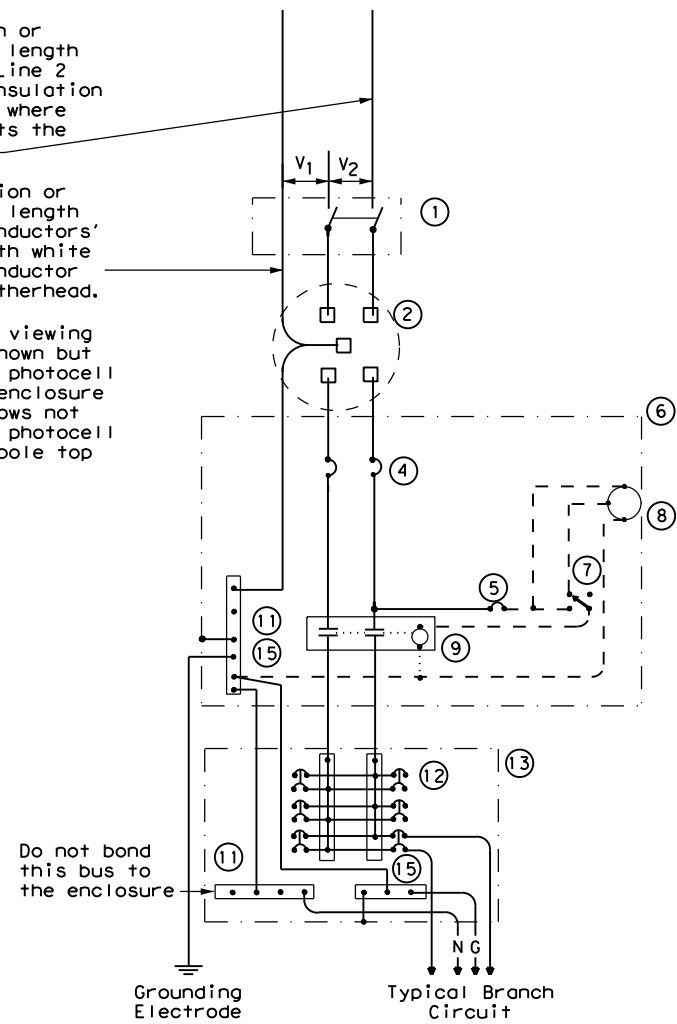 n or
length
Line 2
nsulation
where
ts the
V1
V2
1
ion or
length
nductors'
th white
nductor
therhead.
2
viewing
hown but
photocell
enclosure
ows not
photocell
pole top
6
4
8
5
7
11
15
9
13
12
Do not bond
this bus to
the enclosure
11
15
N G
Grounding
Electrode
Typical Branch
Circuit